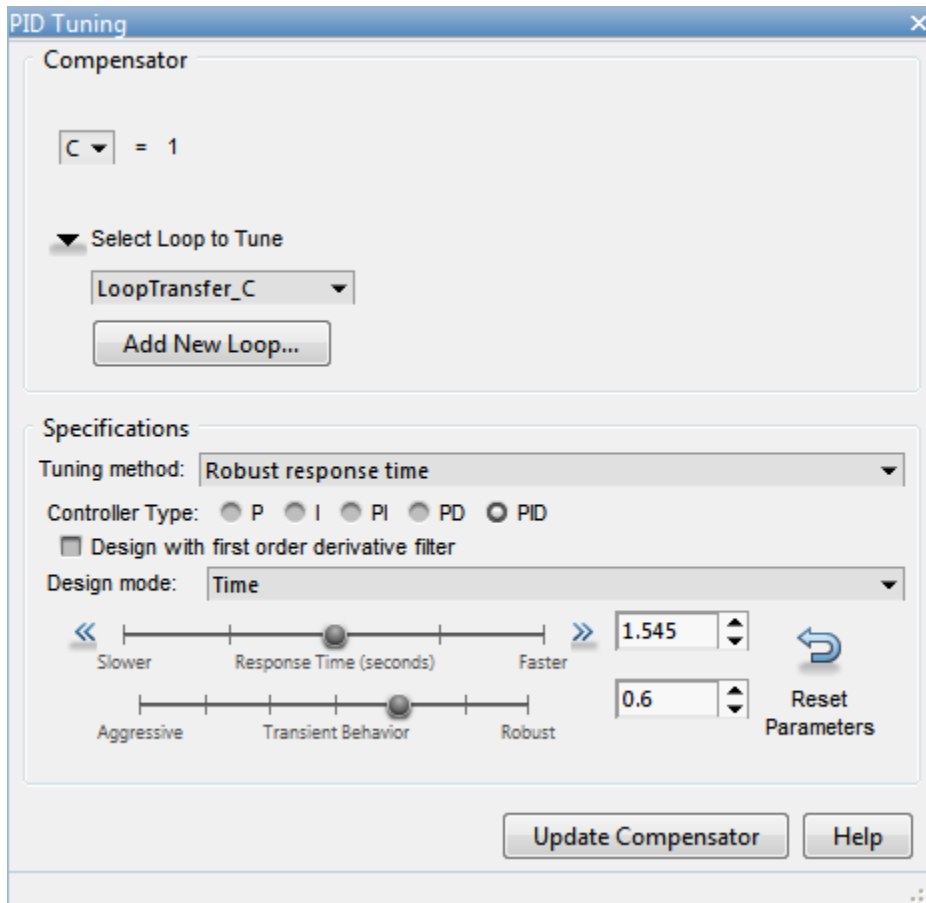 PID Tuning
Compensator
C = 1
Select Loop to Tune
LoopTransfer_C
Add New Loop...
Specifications
Tuning method: Robust response time
Controller Type: P I PI PD PID
Design with first order derivative filter
Design mode: Time
1.545
Slower Response Time (seconds) Faster
0.6
Aggressive Transient Behavior Robust
Reset
Parameters
Update Compensator Help